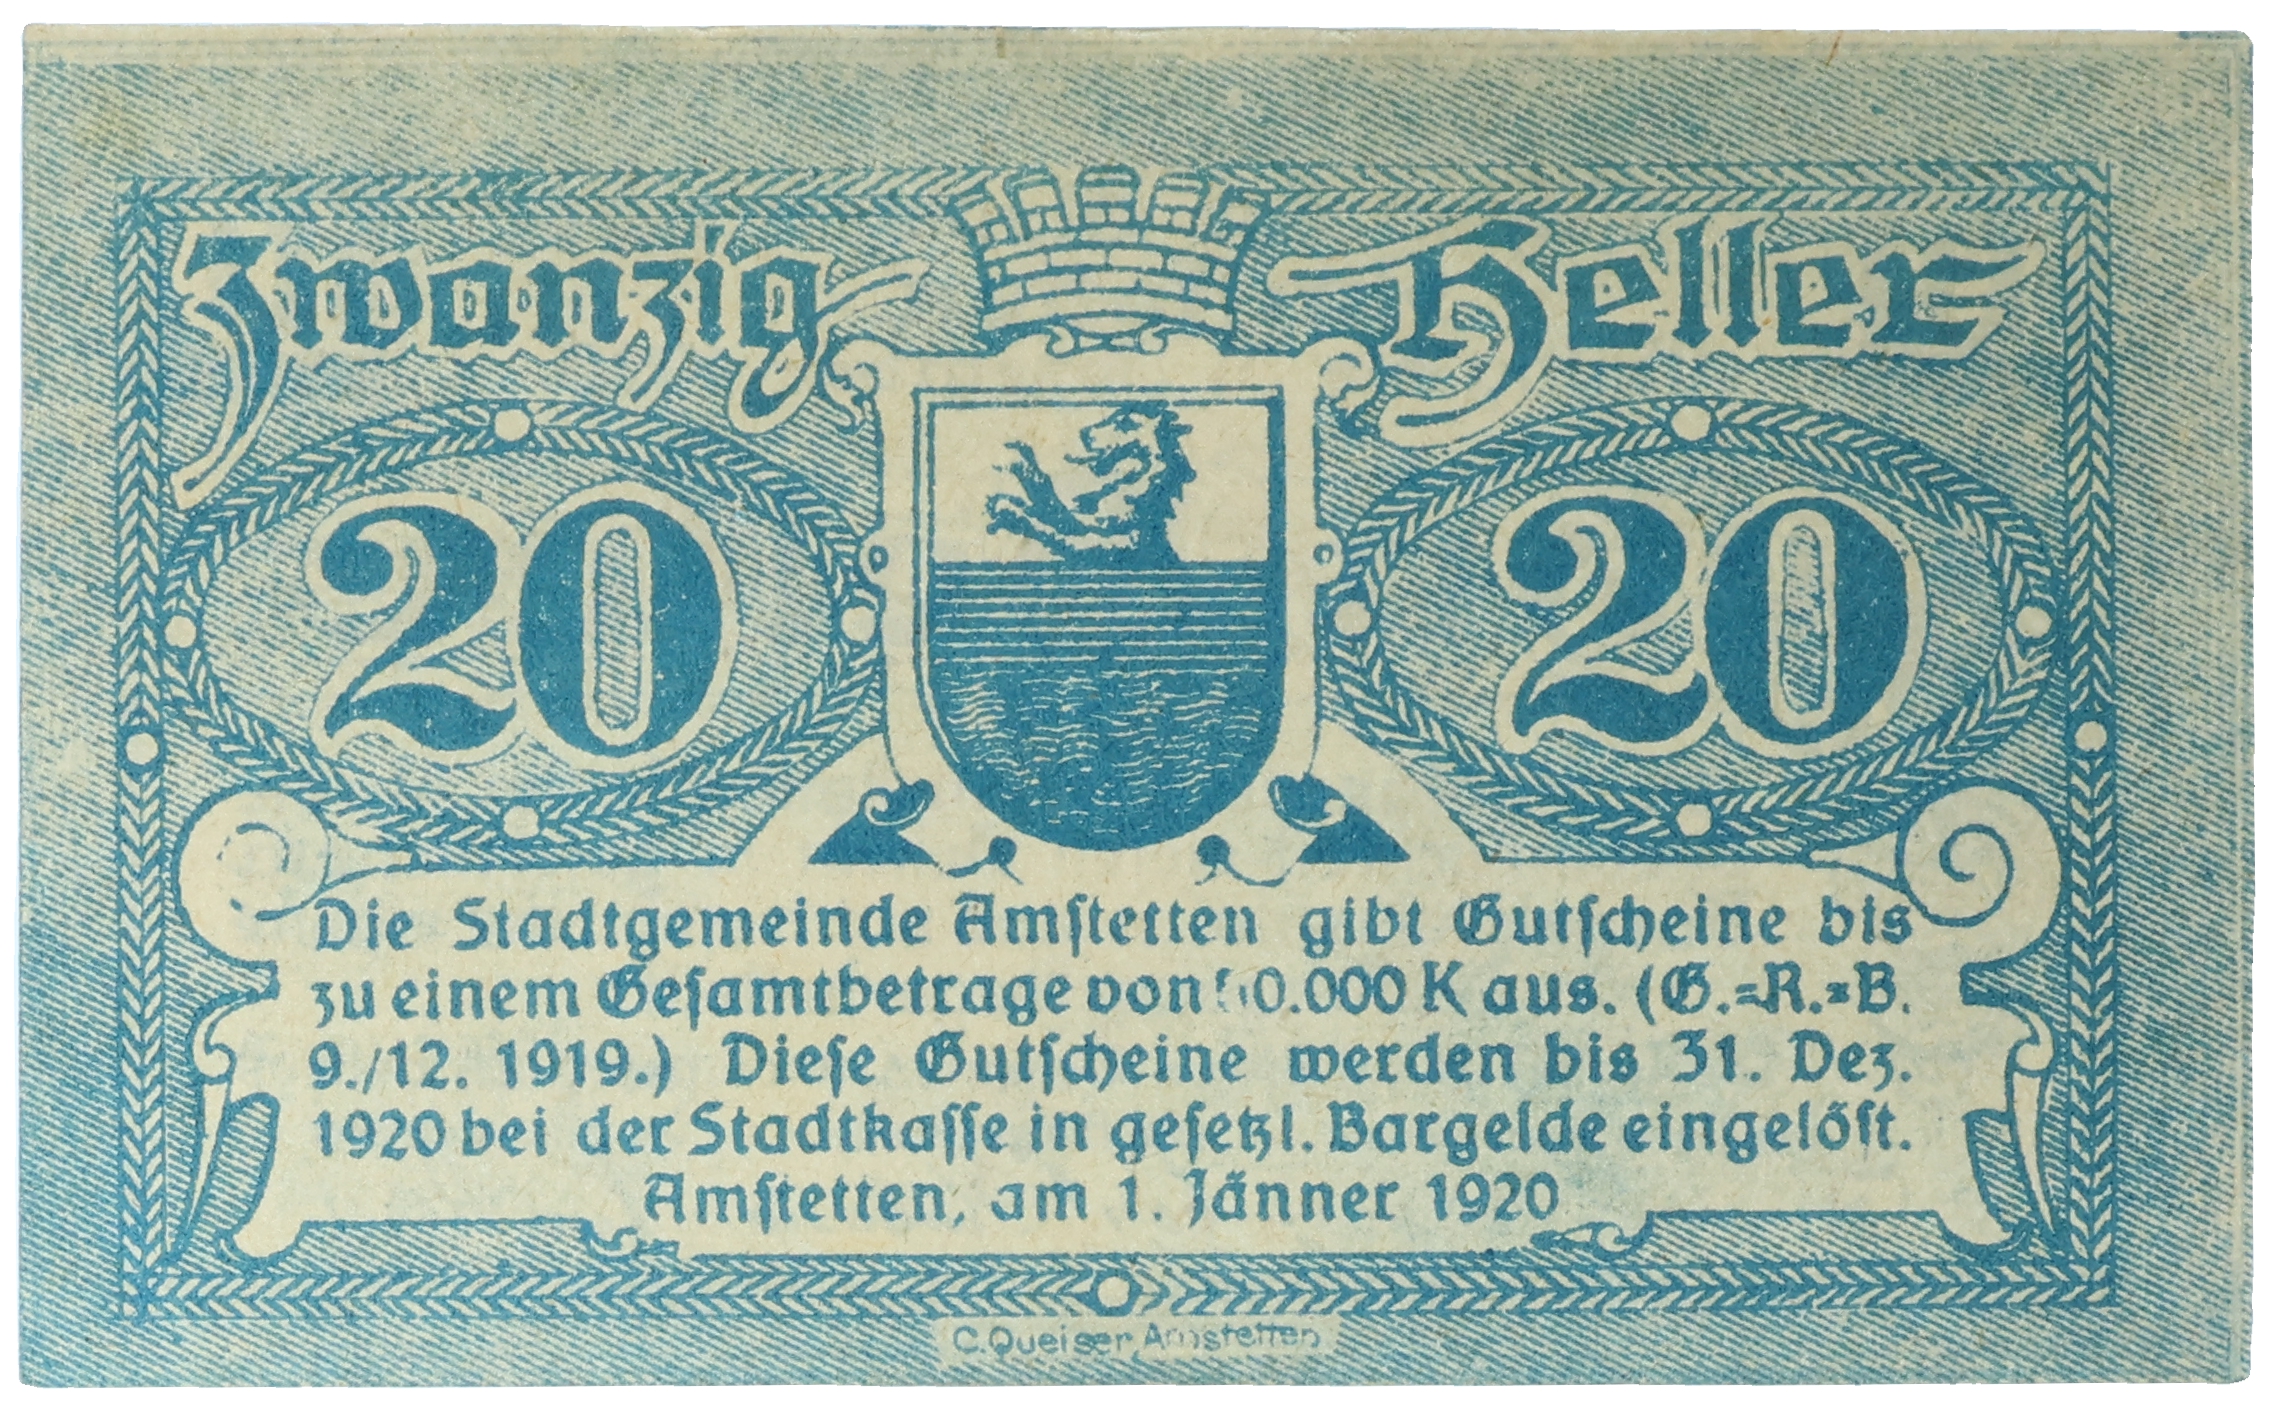 Zwanzig Heller
20 20
Die Stadtgemeinde Amſtetten gibt Gutſcheine bis
zu einem Geſamtbetrage von 0.000 K aus. (G.=R.=B.
9./12. 1919.) Dieſe Gutſcheine werden bis 31. Dez.
1920 bei der Stadtkaſſe in geſetzl. Bargelde eingelöſt.
Amſtetten, am 1. Jänner 1920
C. Queiser, Amstetten